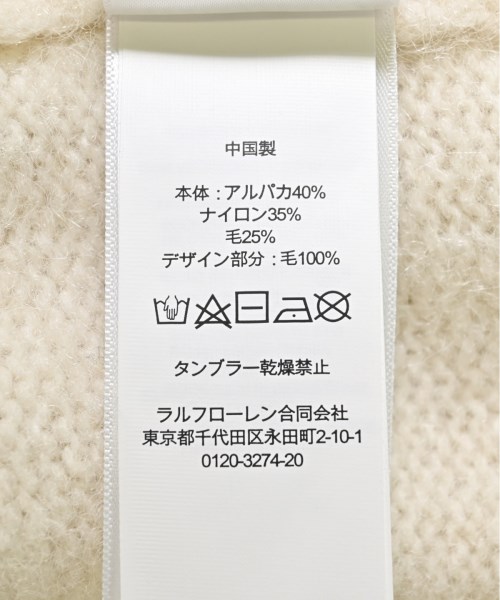 中国製
本体 : アルパカ40%
ナイロン35%
毛25%
デザイン部分 : 毛100%
タンブラー乾燥禁止
ラルフローレン合同会社
東京都千代田区永田町2-10-1
0120-3274-20